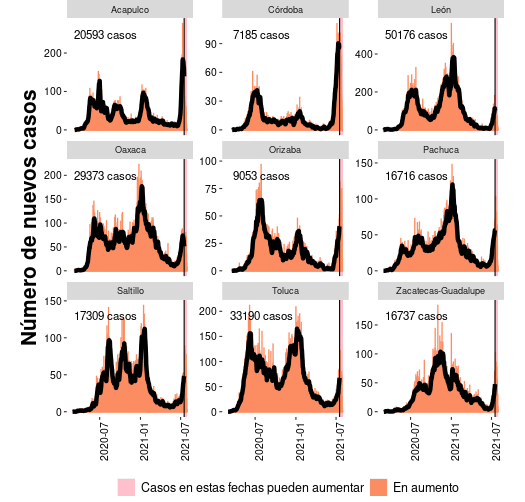 Número de nuevos casos
Acapulco
20593 casos
200
100
0
Córdoba
7185 casos
90
60
30
0
León
50176 casos
400
200
0
Oaxaca
29373 casos
200
150
100
50
0
Orizaba
9053 casos
100
75
50
25
0
Pachuca
16716 casos
150
100
50
0
Saltillo
17309 casos
150
100
50
0
Toluca
33190 casos
200
150
100
50
0
Zacatecas-Guadalupe
16737 casos
150
100
50
0
2020-07
2021-01
2021-07
2020-07
2021-01
2021-07
2020-07
2021-01
2021-07
Casos en estas fechas pueden aumentar
En aumento